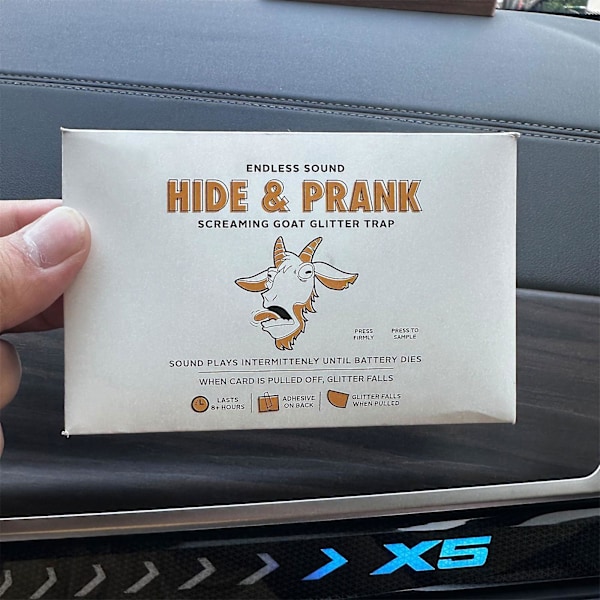 ENDLESS SOUND
HIDE & PRANK
SCREAMING GOAT GLITTER TRAP
PRESS FIRMLY
PRESS TO SAMPLE
SOUND PLAYS INTERMITTENLY UNTIL BATTERY DIES
WHEN CARD IS PULLED OFF, GLITTER FALLS
LASTS 8+ HOURS
ADHESIVE ON BACK
GLITTER FALLS WHEN PULLED
X5